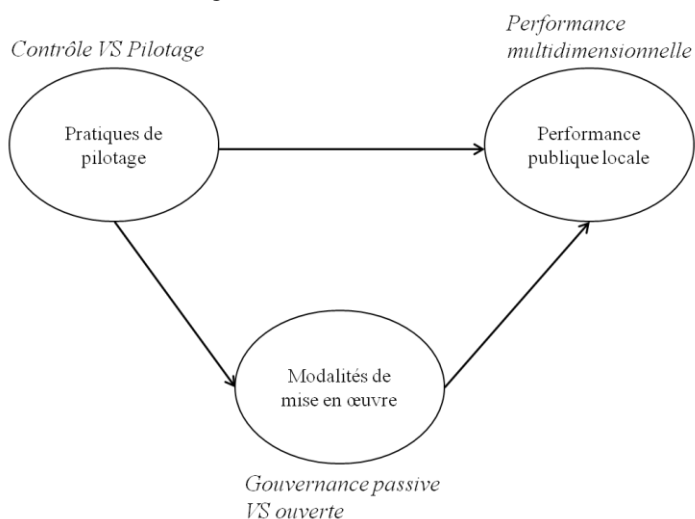 Contrôle VS Pilotage
Performance
multidimensionnelle
Pratiques de
pilotage
Performance
publique locale
Modalités de
mise en œuvre
Gouvernance passive
VS ouverte